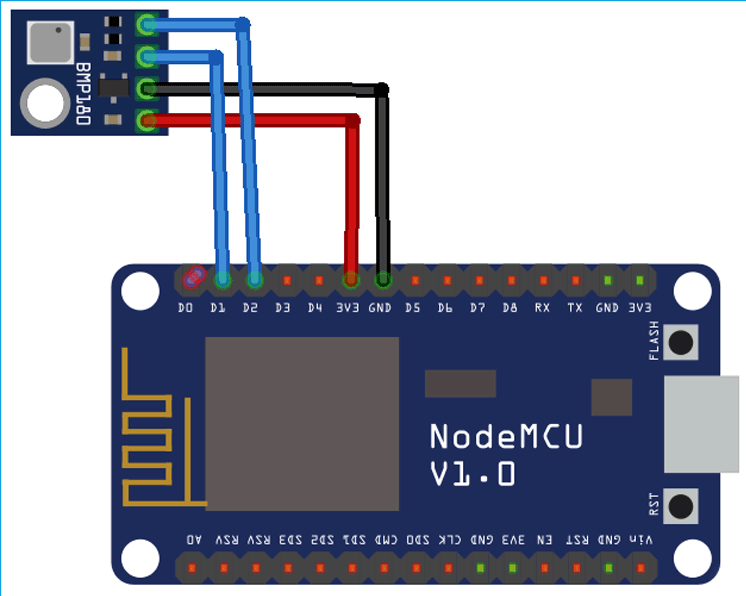 BMP180
D0 D1 D2 D3 D4 3V3 GND D5 D6 D7 D8 RX TX GND 3V3
FLASH
NodeMCU
V1.0
RST
A0 RSV RSV SD3 SD2 SD1 CMD SD0 CLK GND 3V3 EN RST GND Vin